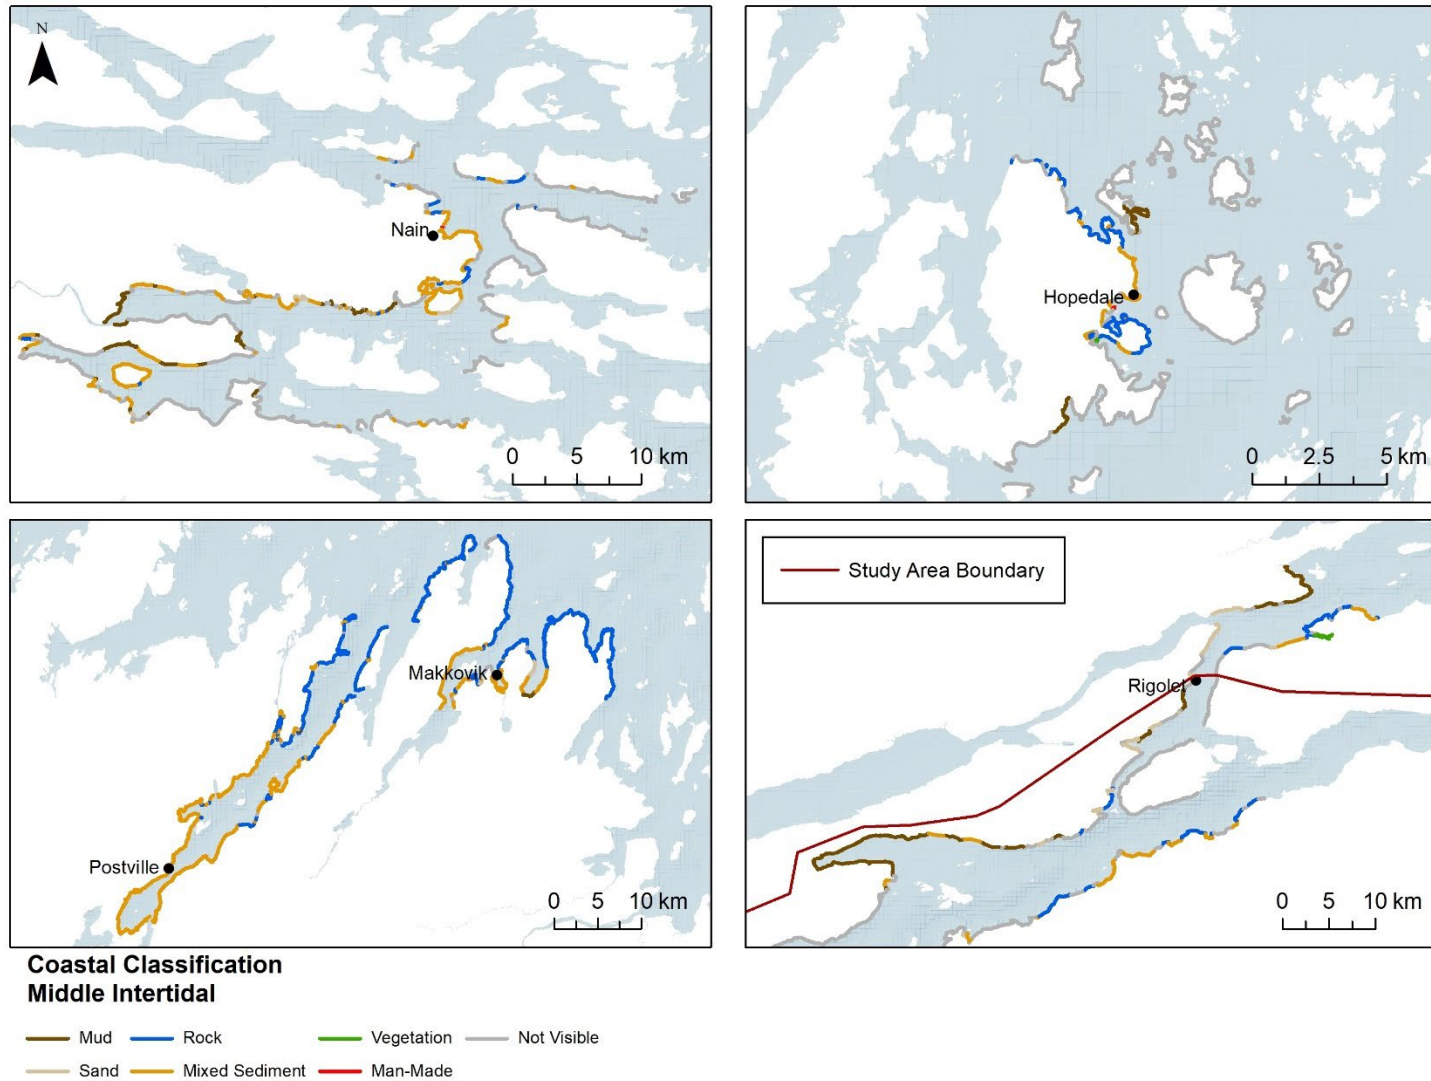 N
Nain
0 5 10 km
Hopedale
0 2.5 5 km
Makkovik
Postville
0 5 10 km
Study Area Boundary
Rigolet
0 5 10 km
Coastal Classification
Middle Intertidal
Mud Rock Vegetation Not Visible
Sand Mixed Sediment Man-Made